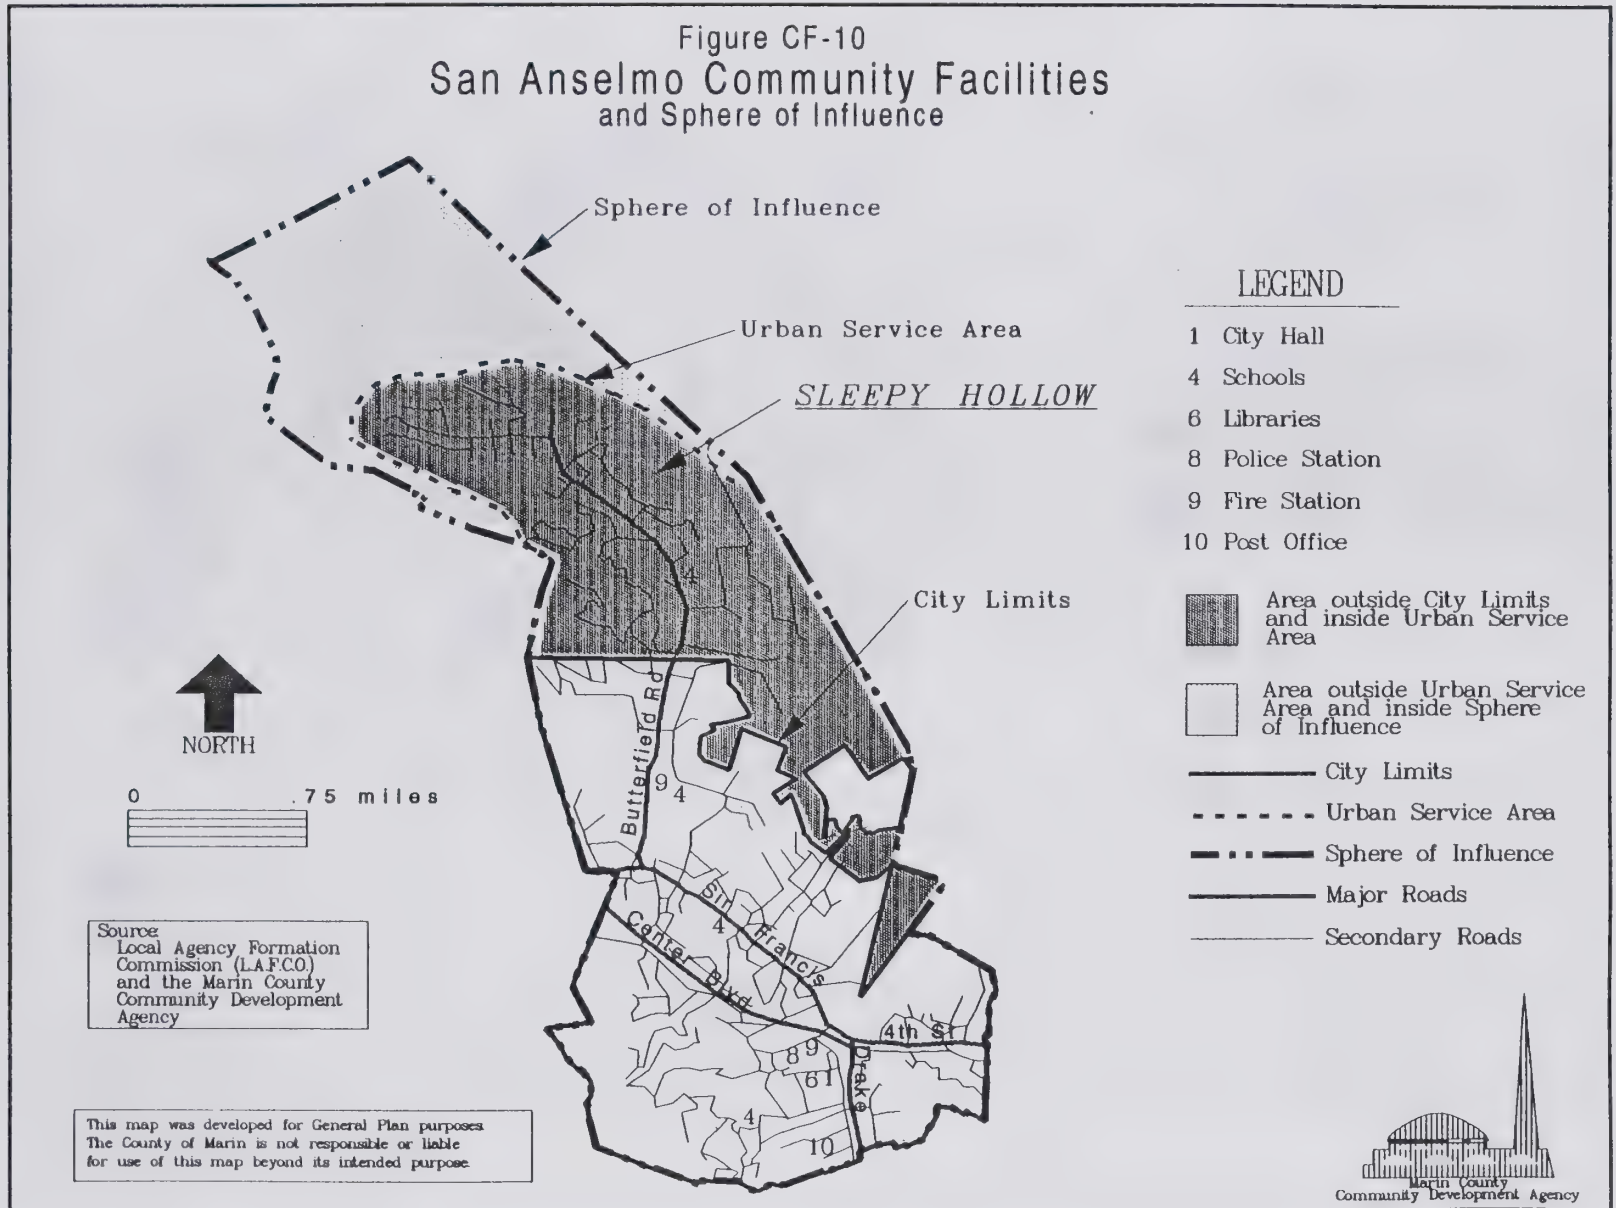 Figure CF-10
San Anselmo Community Facilities
and Sphere of Influence
Sphere of Influence
Urban Service Area
SLEEPY HOLLOW
LEGEND
1 City Hall
4 Schools
6 Libraries
8 Police Station
9 Fire Station
10 Post Office
Area outside City Limits
and inside Urban Service
Area
Area outside Urban Service
Area and inside Sphere
of Influence
City Limits
Urban Service Area
Sphere of Influence
Major Roads
Secondary Roads
4
City Limits
NORTH
0 .75 miles
Butterfield Rd
9
4
Sir Francis
4
Center Blvd
4th St
Drake
8
9
6
1
4
10
Source
Local Agency Formation
Commission (L.A.F.C.O.)
and the Marin County
Community Development
Agency
This map was developed for General Plan purposes
The County of Marin is not responsible or liable
for use of this map beyond its intended purpose.
Marin County
Community Development Agency